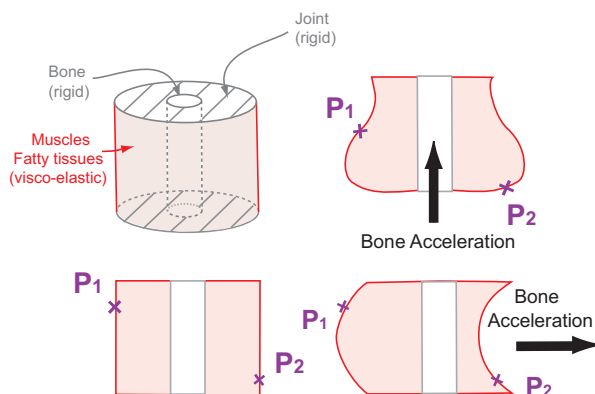 Joint
(rigid)
Bone
(rigid)
Muscles
Fatty tissues
(visco-elastic)
P1
P2
Bone Acceleration
P1
P2
P1
Bone
Acceleration
P2